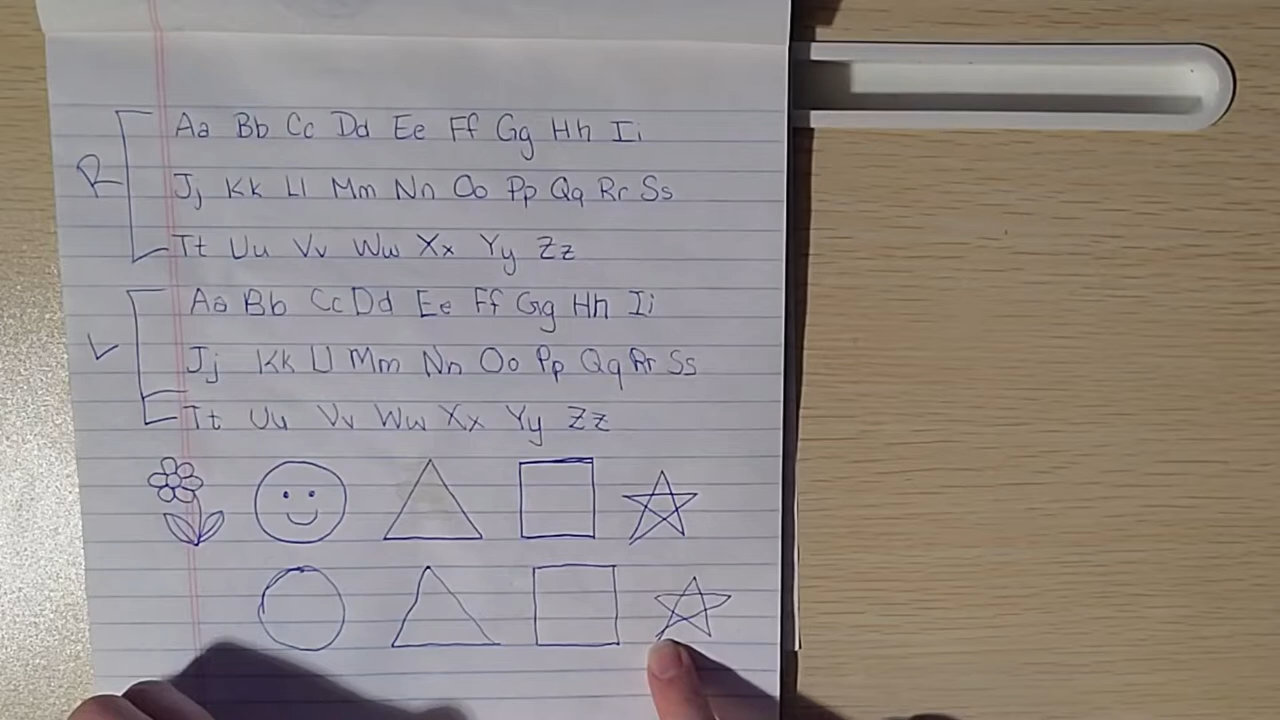 R
Aa Bb Cc Dd Ee Ff Gg Hh Ii
Jj Kk Ll Mm Nn Oo Pp Qq Rr Ss
Tt Uu Vv Ww Xx Yy Zz
L
Aa Bb Cc Dd Ee Ff Gg Hh Ii
Jj Kk Ll Mm Nn Oo Pp Qq Rr Ss
Tt Uu Vv Ww Xx Yy Zz